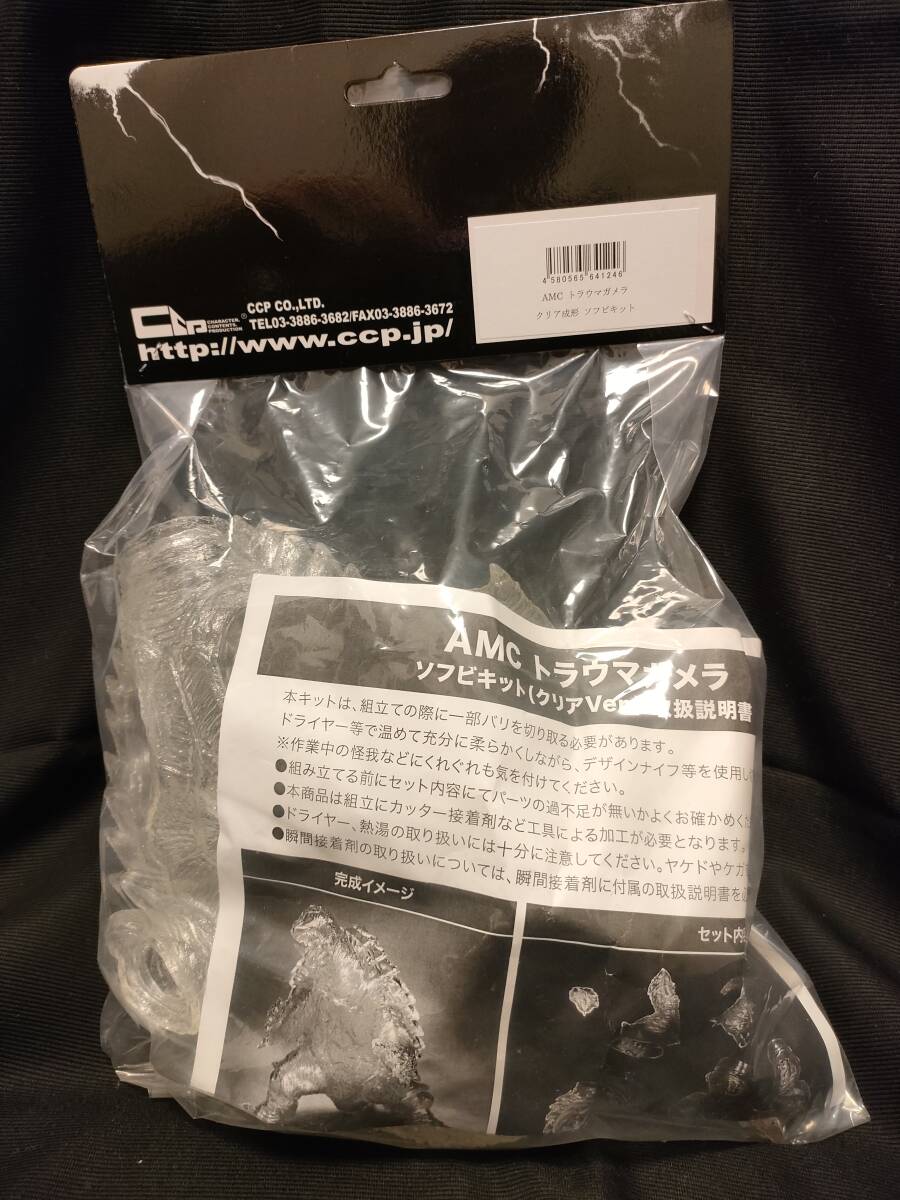 4 580565 641246
AMC トラウマガメラ
クリア成形 ソフビキット
CCP
CHARACTER.
CONTENTS.
PRODUCTION
®
CCP CO.,LTD.
TEL03-3886-3682/FAX03-3886-3672
http://www.ccp.jp/
AMC トラウマガメラ
ソフビキット(クリアVer.)取扱説明書
本キットは、組立ての際に一部バリを切り取る必要があります。
ドライヤー等で温めて充分に柔らかくしながら、デザインナイフ等を使用し
※作業中の怪我などにくれぐれも気を付けてください。
●組み立てる前にセット内容にてパーツの過不足が無いかよくお確かめくだ
●本商品は組立にカッター接着剤など工具による加工が必要となります。
●ドライヤー、熱湯の取り扱いには十分に注意してください。ヤケドやケガ
●瞬間接着剤の取り扱いについては、瞬間接着剤に付属の取扱説明書を
完成イメージ
セット内